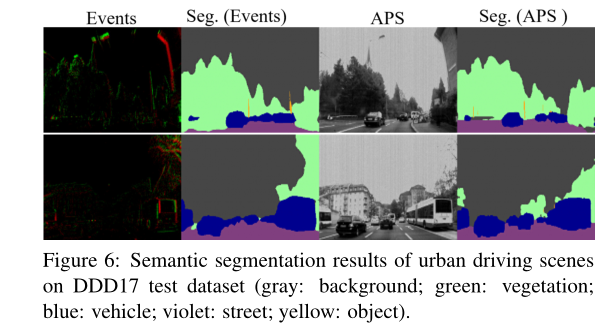 Events Seg. (Events) APS Seg. (APS )
Figure 6: Semantic segmentation results of urban driving scenes
on DDD17 test dataset (gray: background; green: vegetation;
blue: vehicle; violet: street; yellow: object).